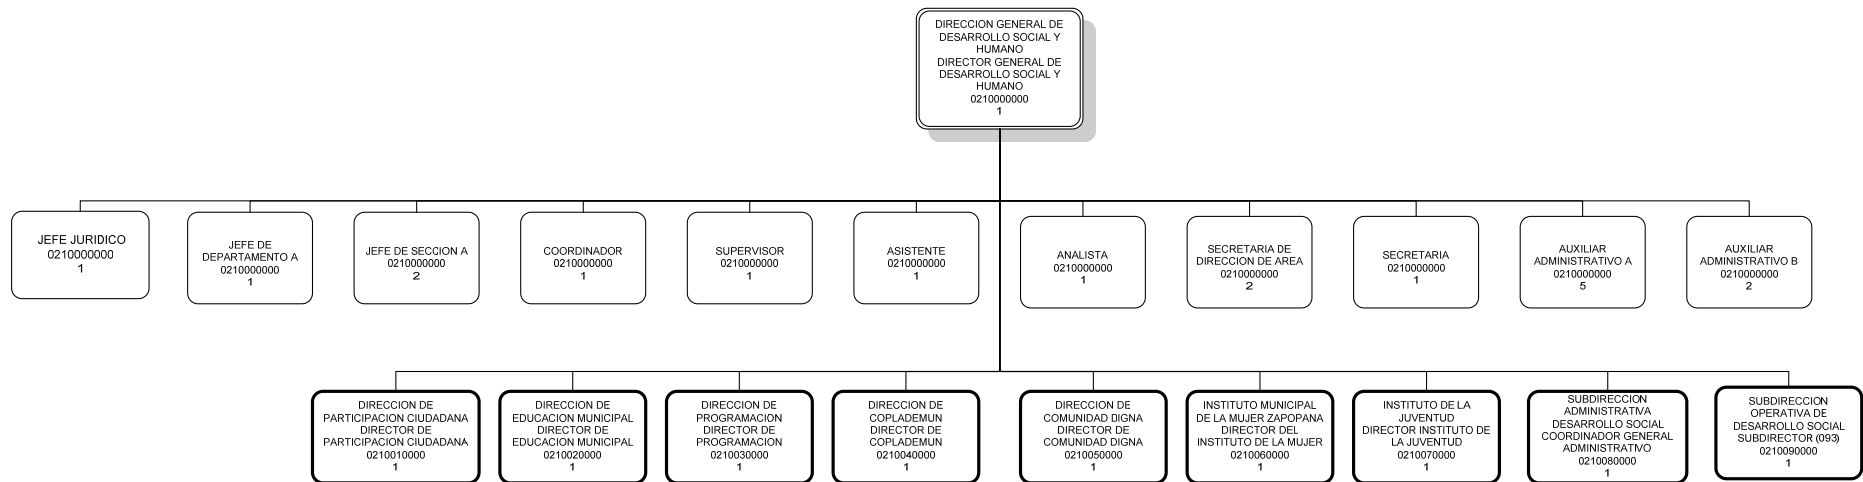 DIRECCION GENERAL DE
DESARROLLO SOCIAL Y
HUMANO
DIRECTOR GENERAL DE
DESARROLLO SOCIAL Y
HUMANO
0210000000
1
JEFE JURIDICO
0210000000
1
JEFE DE
DEPARTAMENTO A
0210000000
1
JEFE DE SECCION A
0210000000
2
COORDINADOR
0210000000
1
SUPERVISOR
0210000000
1
ASISTENTE
0210000000
1
ANALISTA
0210000000
1
SECRETARIA DE
DIRECCION DE AREA
0210000000
2
SECRETARIA
0210000000
1
AUXILIAR
ADMINISTRATIVO A
0210000000
5
AUXILIAR
ADMINISTRATIVO B
0210000000
2
DIRECCION DE
PARTICIPACION CIUDADANA
DIRECTOR DE
PARTICIPACION CIUDADANA
0210010000
1
DIRECCION DE
EDUCACION MUNICIPAL
DIRECTOR DE
EDUCACION MUNICIPAL
0210020000
1
DIRECCION DE
PROGRAMACION
DIRECTOR DE
PROGRAMACION
0210030000
1
DIRECCION DE
COPLADEMUN
DIRECTOR DE
COPLADEMUN
0210040000
1
DIRECCION DE
COMUNIDAD DIGNA
DIRECTOR DE
COMUNIDAD DIGNA
0210050000
1
INSTITUTO MUNICIPAL
DE LA MUJER ZAPOPANA
DIRECTOR DEL
INSTITUTO DE LA MUJER
0210060000
1
INSTITUTO DE LA
JUVENTUD
DIRECTOR INSTITUTO DE
LA JUVENTUD
0210070000
1
SUBDIRECCION
ADMINISTRATIVA
DESARROLLO SOCIAL
COORDINADOR GENERAL
ADMINISTRATIVO
0210080000
1
SUBDIRECCION
OPERATIVA DE
DESARROLLO SOCIAL
SUBDIRECTOR (093)
0210090000
1